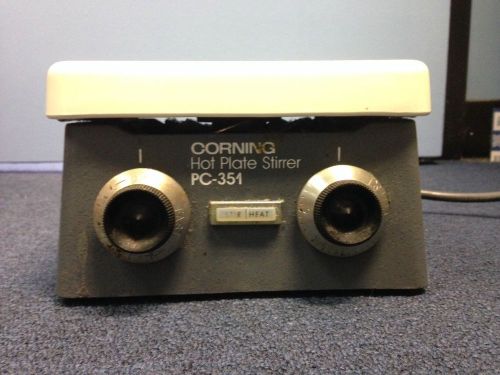 CORNING
Hot Plate Stirrer
PC-351
STIR HEAT